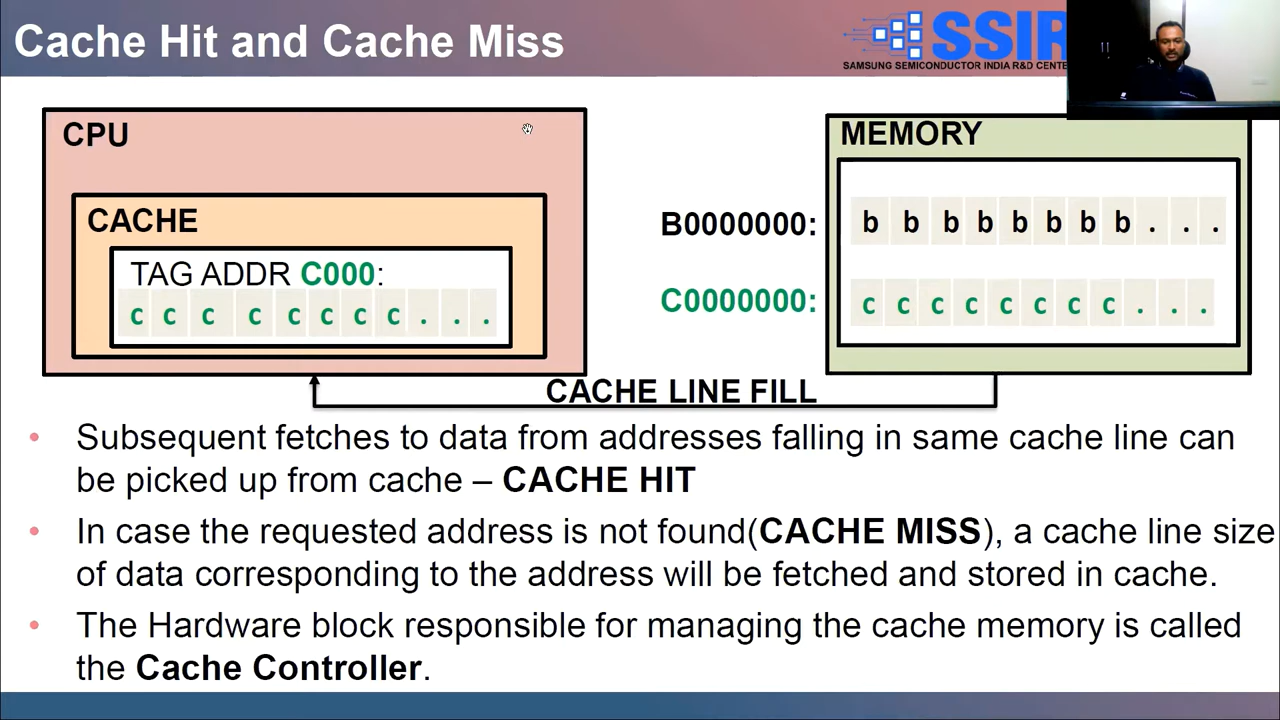 Cache Hit and Cache Miss
SSIR
SAMSUNG SEMICONDUCTOR INDIA R&D
CPU
MEMORY
CACHE
B0000000: b b b b b b b b . . .
TAG ADDR C000:
C0000000: c c c c c c c c . . .
c c c c c c c c . . .
CACHE LINE FILL
• Subsequent fetches to data from addresses falling in same cache line can
be picked up from cache – CACHE HIT
• In case the requested address is not found(CACHE MISS), a cache line size
of data corresponding to the address will be fetched and stored in cache.
• The Hardware block responsible for managing the cache memory is called
the Cache Controller.